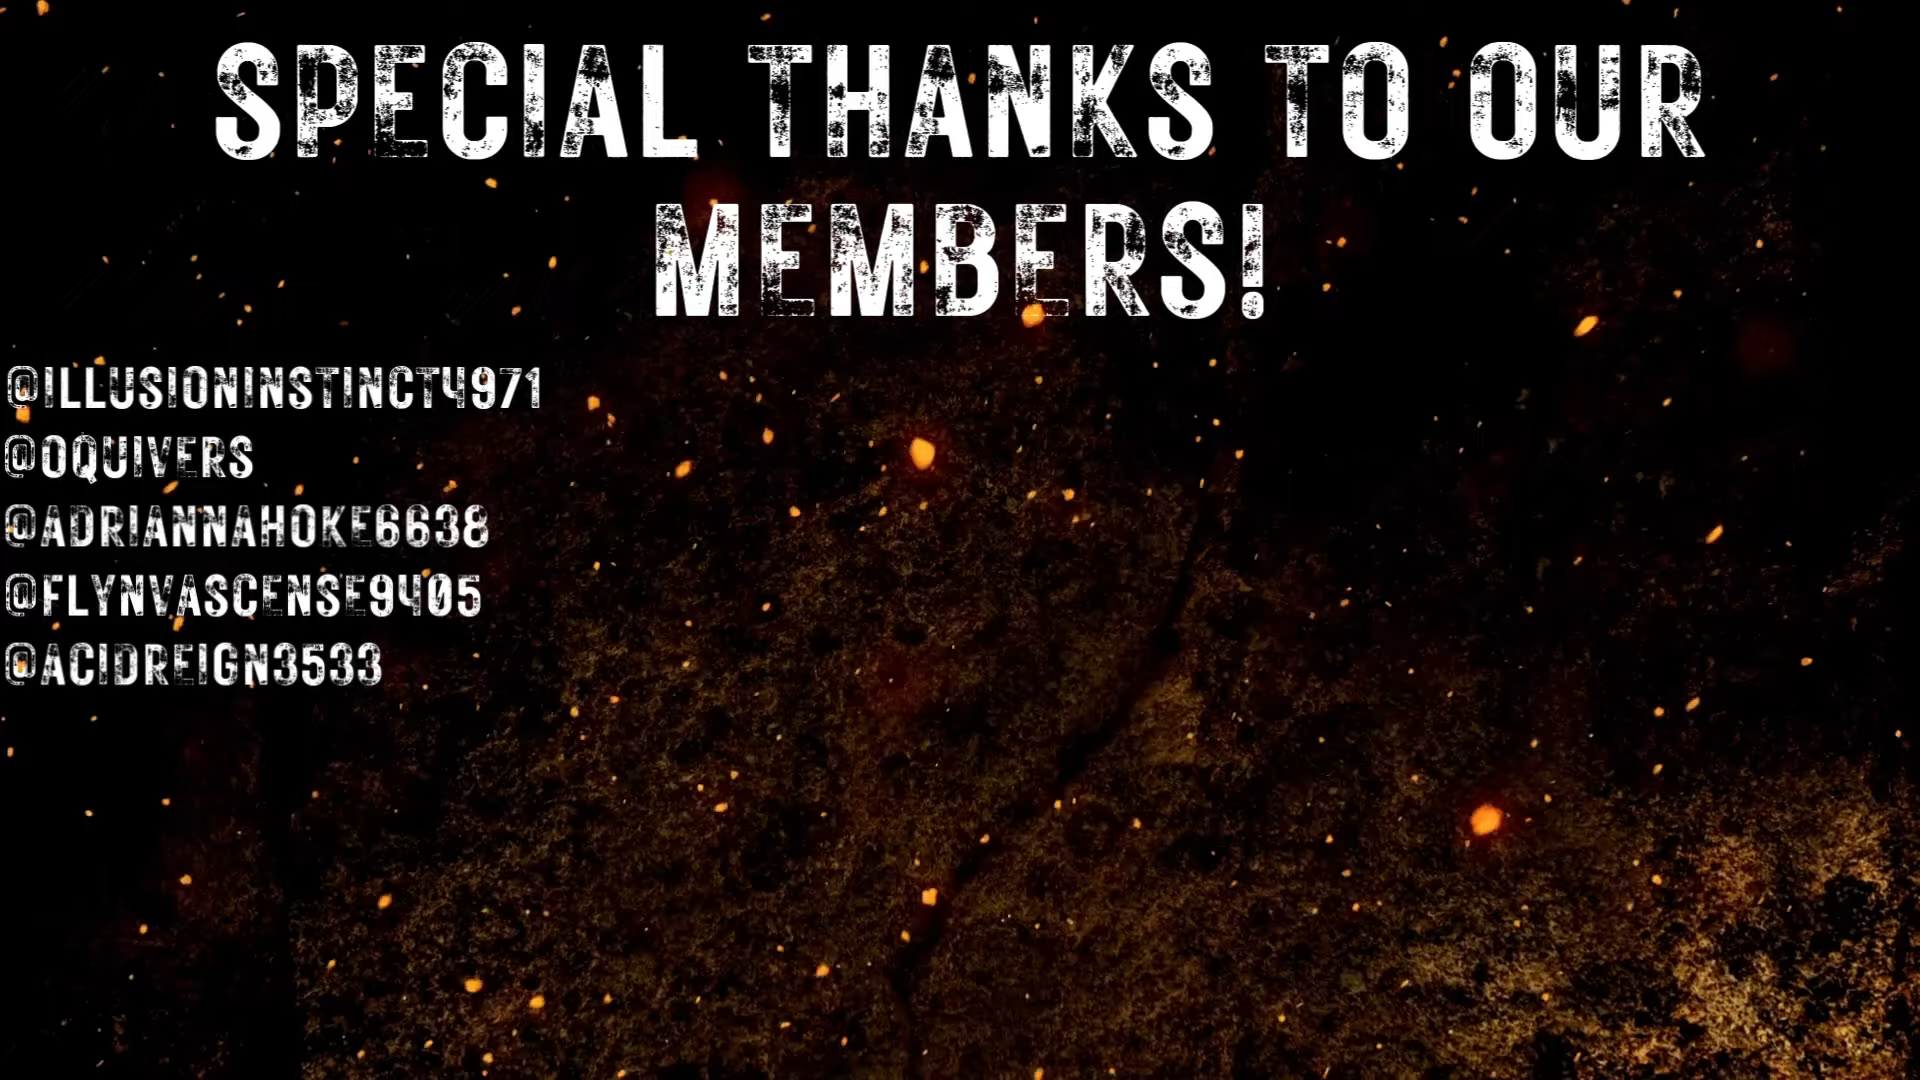 SPECIAL THANKS TO OUR
MEMBERS!
@ILLUSIONINSTINCT4971
@OQUIVERS
@ADRIANNAHOKE6638
@FLYNVASCENSE9405
@ACIDREIGN3533